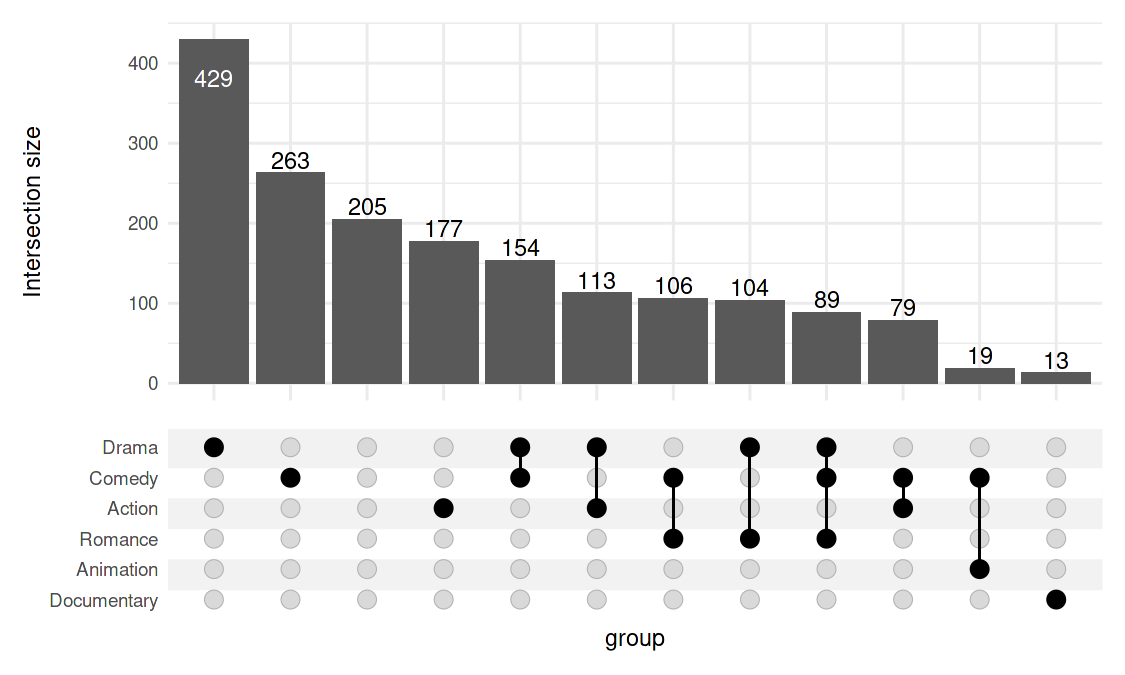 Intersection size
400
300
200
100
0
429
263
205
177
154
113
106
104
89
79
19
13
Drama
Comedy
Action
Romance
Animation
Documentary
group